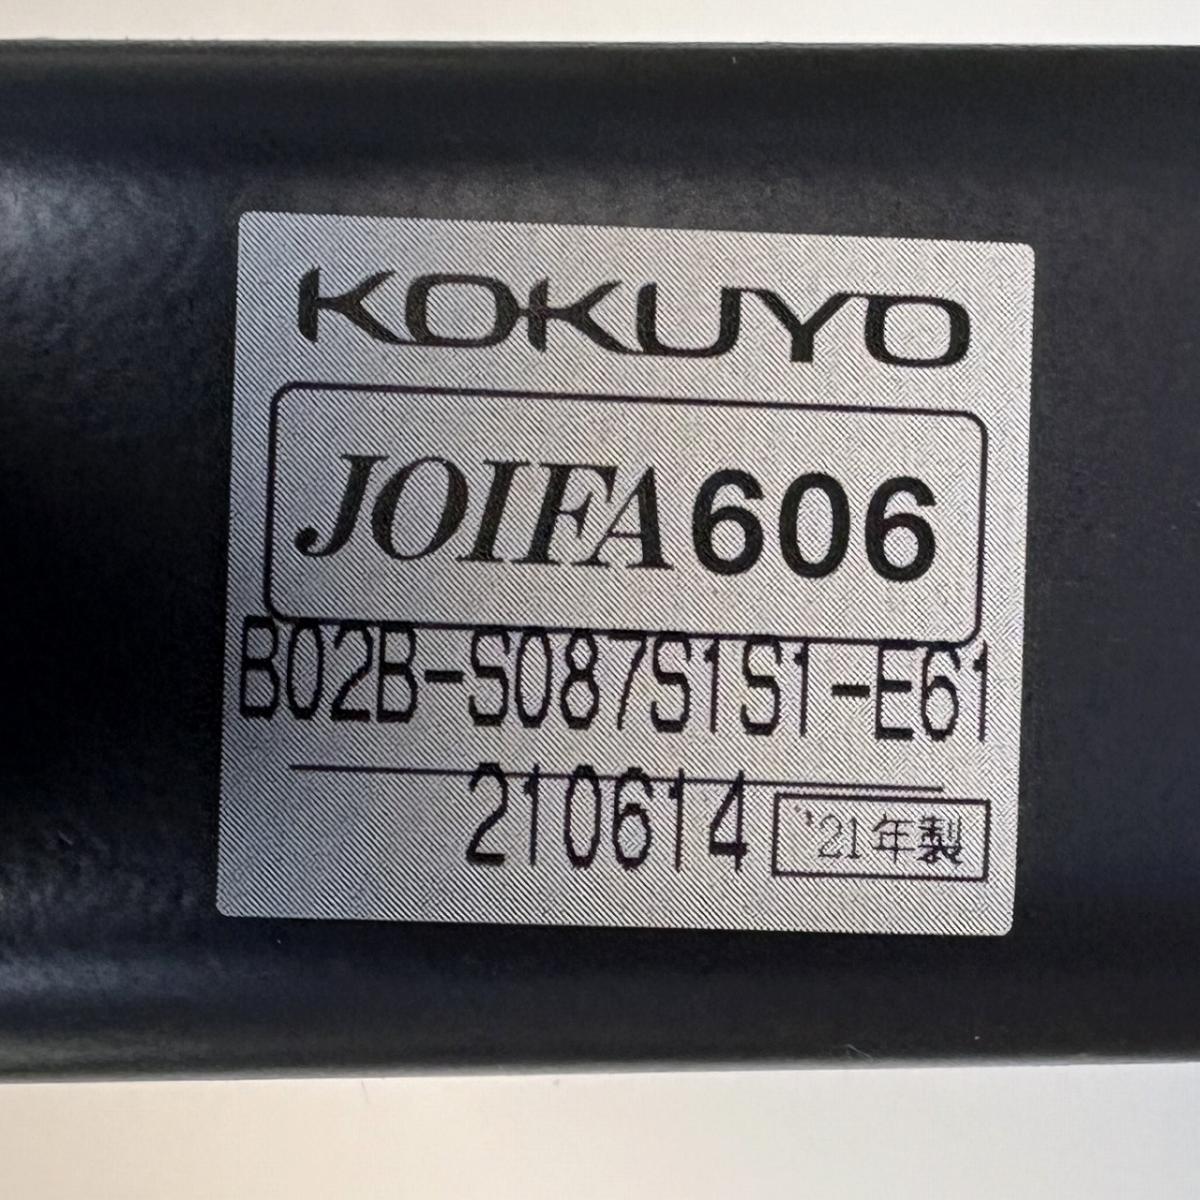 KOKUYO
JOIFA606
B02B-S087S1S1-E61
210614 '21年製